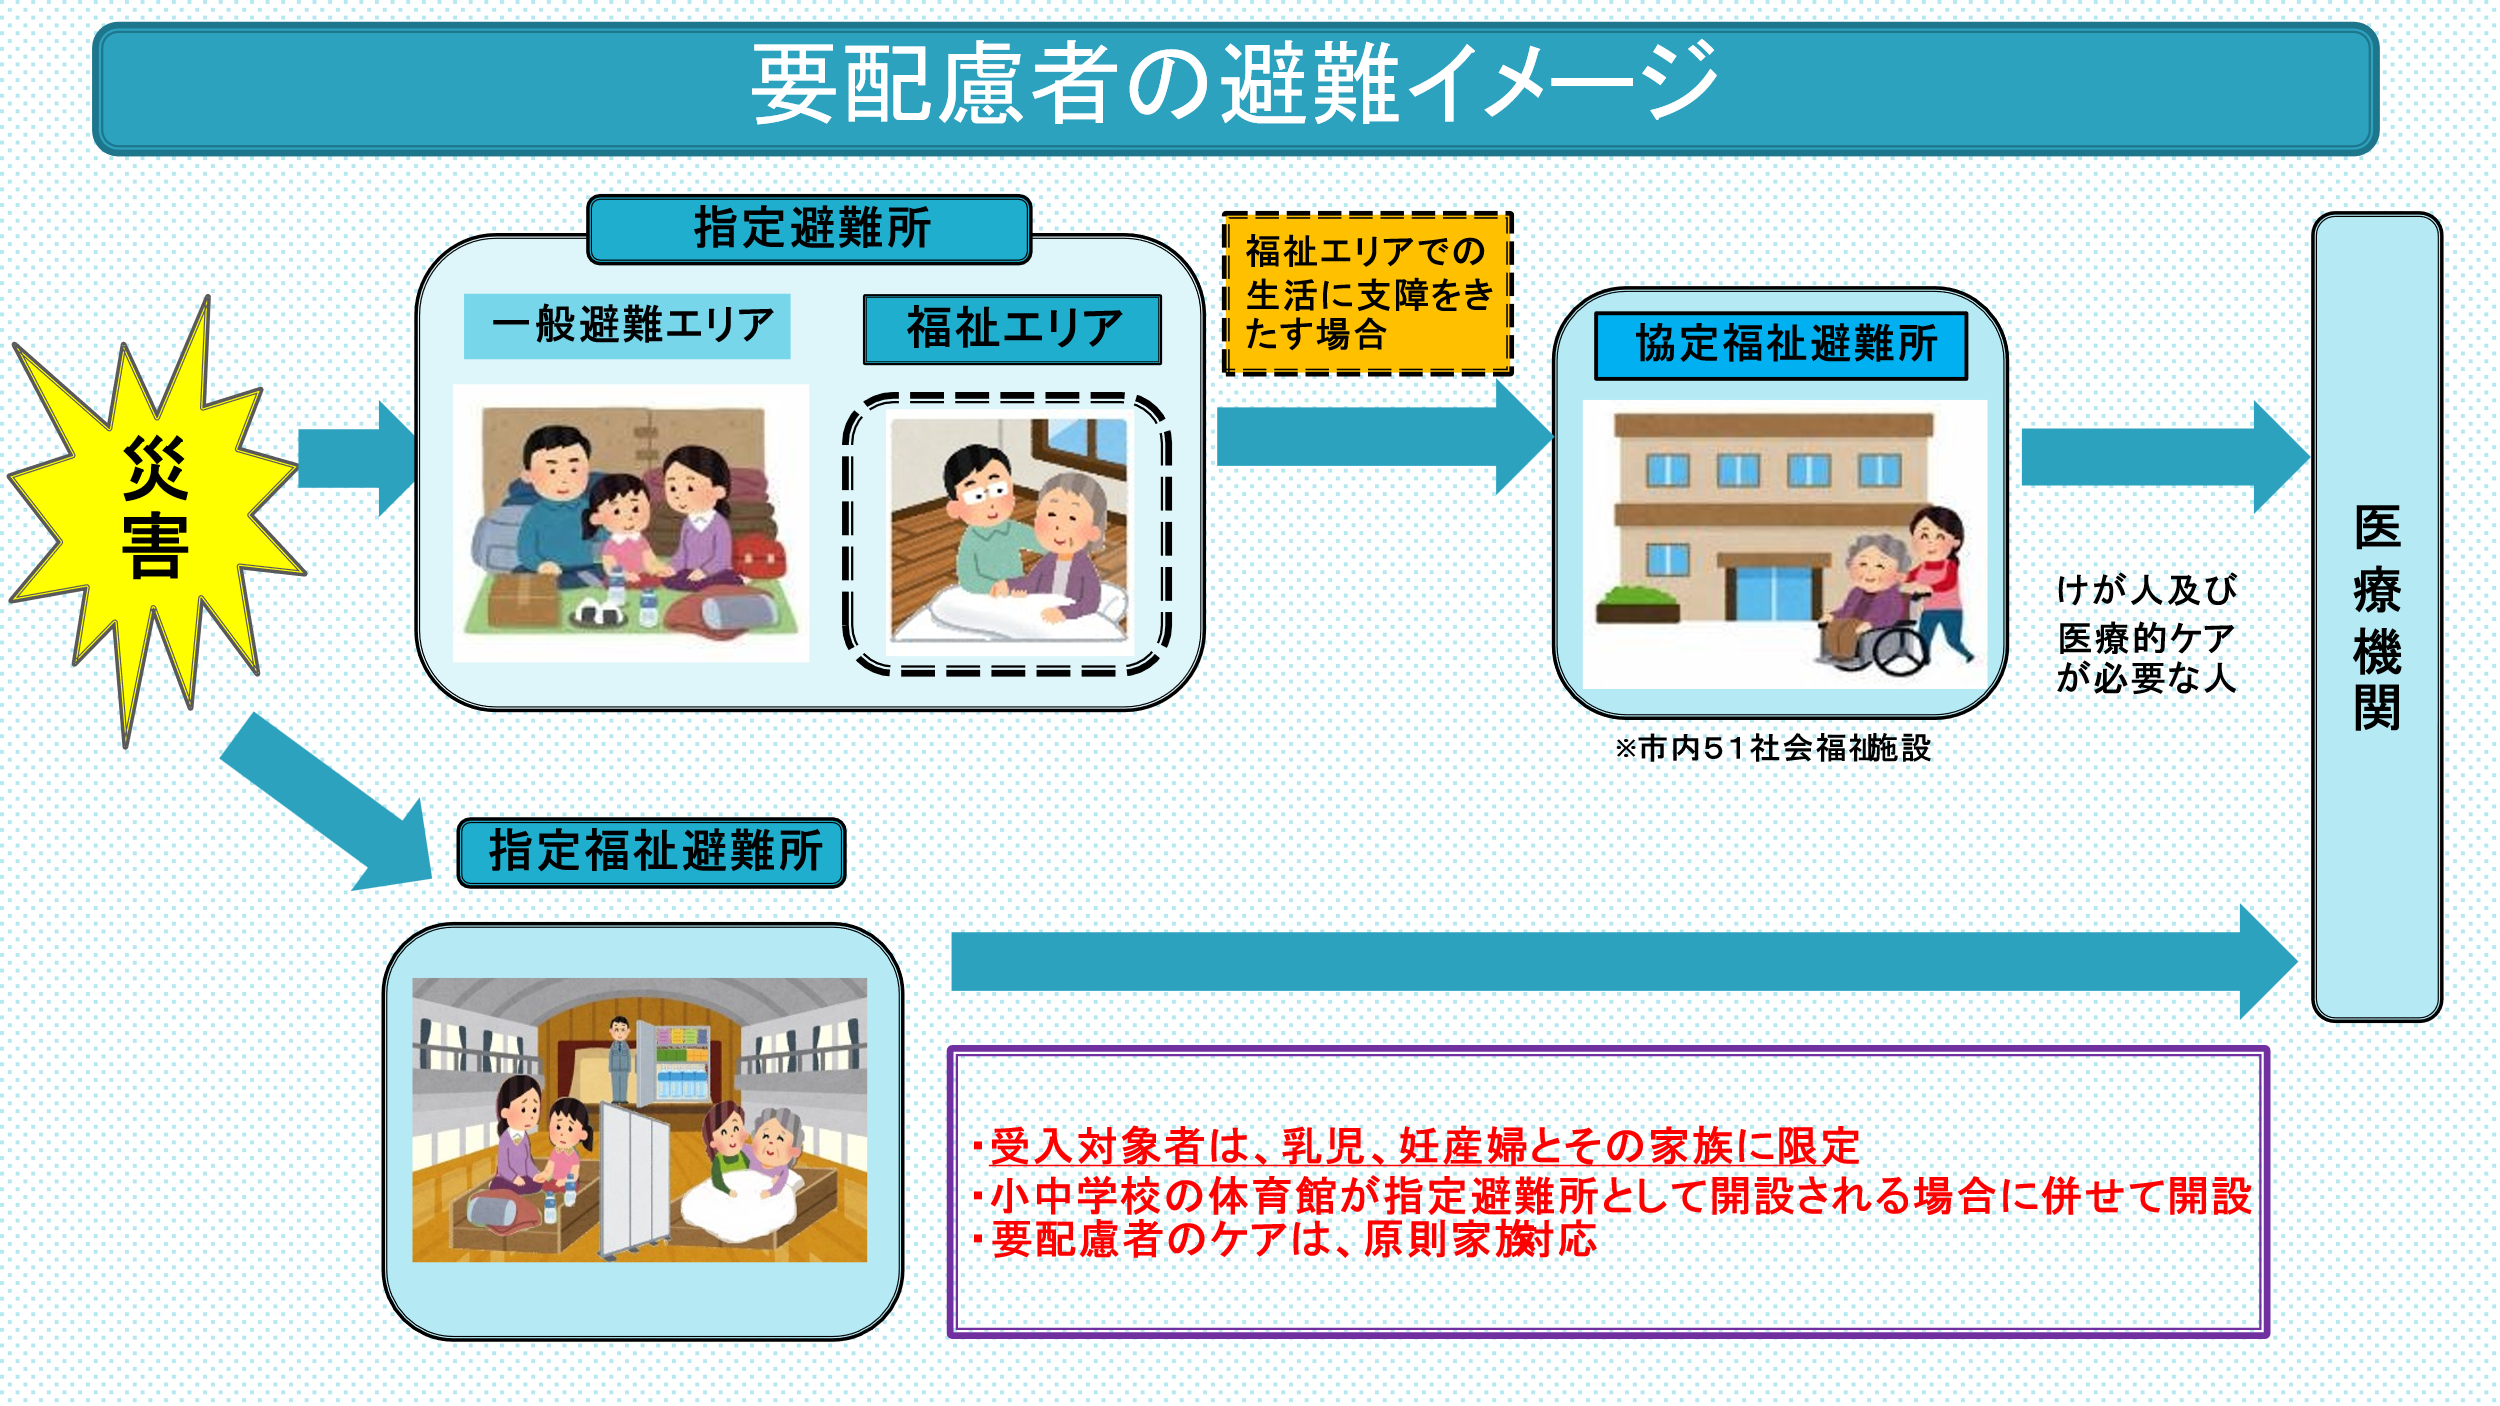 要配慮者の避難イメージ
指定避難所
一般避難エリア
福祉エリア
福祉エリアでの
生活に支障をき
たす場合
協定福祉避難所
災害
けが人及び
医療的ケア
が必要な人
医療機関
※市内51社会福祉施設
指定福祉避難所
・受入対象者は、乳児、妊産婦とその家族に限定
・小中学校の体育館が指定避難所として開設される場合に併せて開設
・要配慮者のケアは、原則家族対応